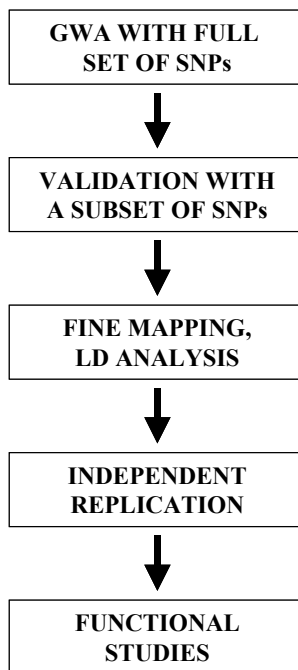 GWA WITH FULL
SET OF SNPs
VALIDATION WITH
A SUBSET OF SNPs
FINE MAPPING,
LD ANALYSIS
INDEPENDENT
REPLICATION
FUNCTIONAL
STUDIES